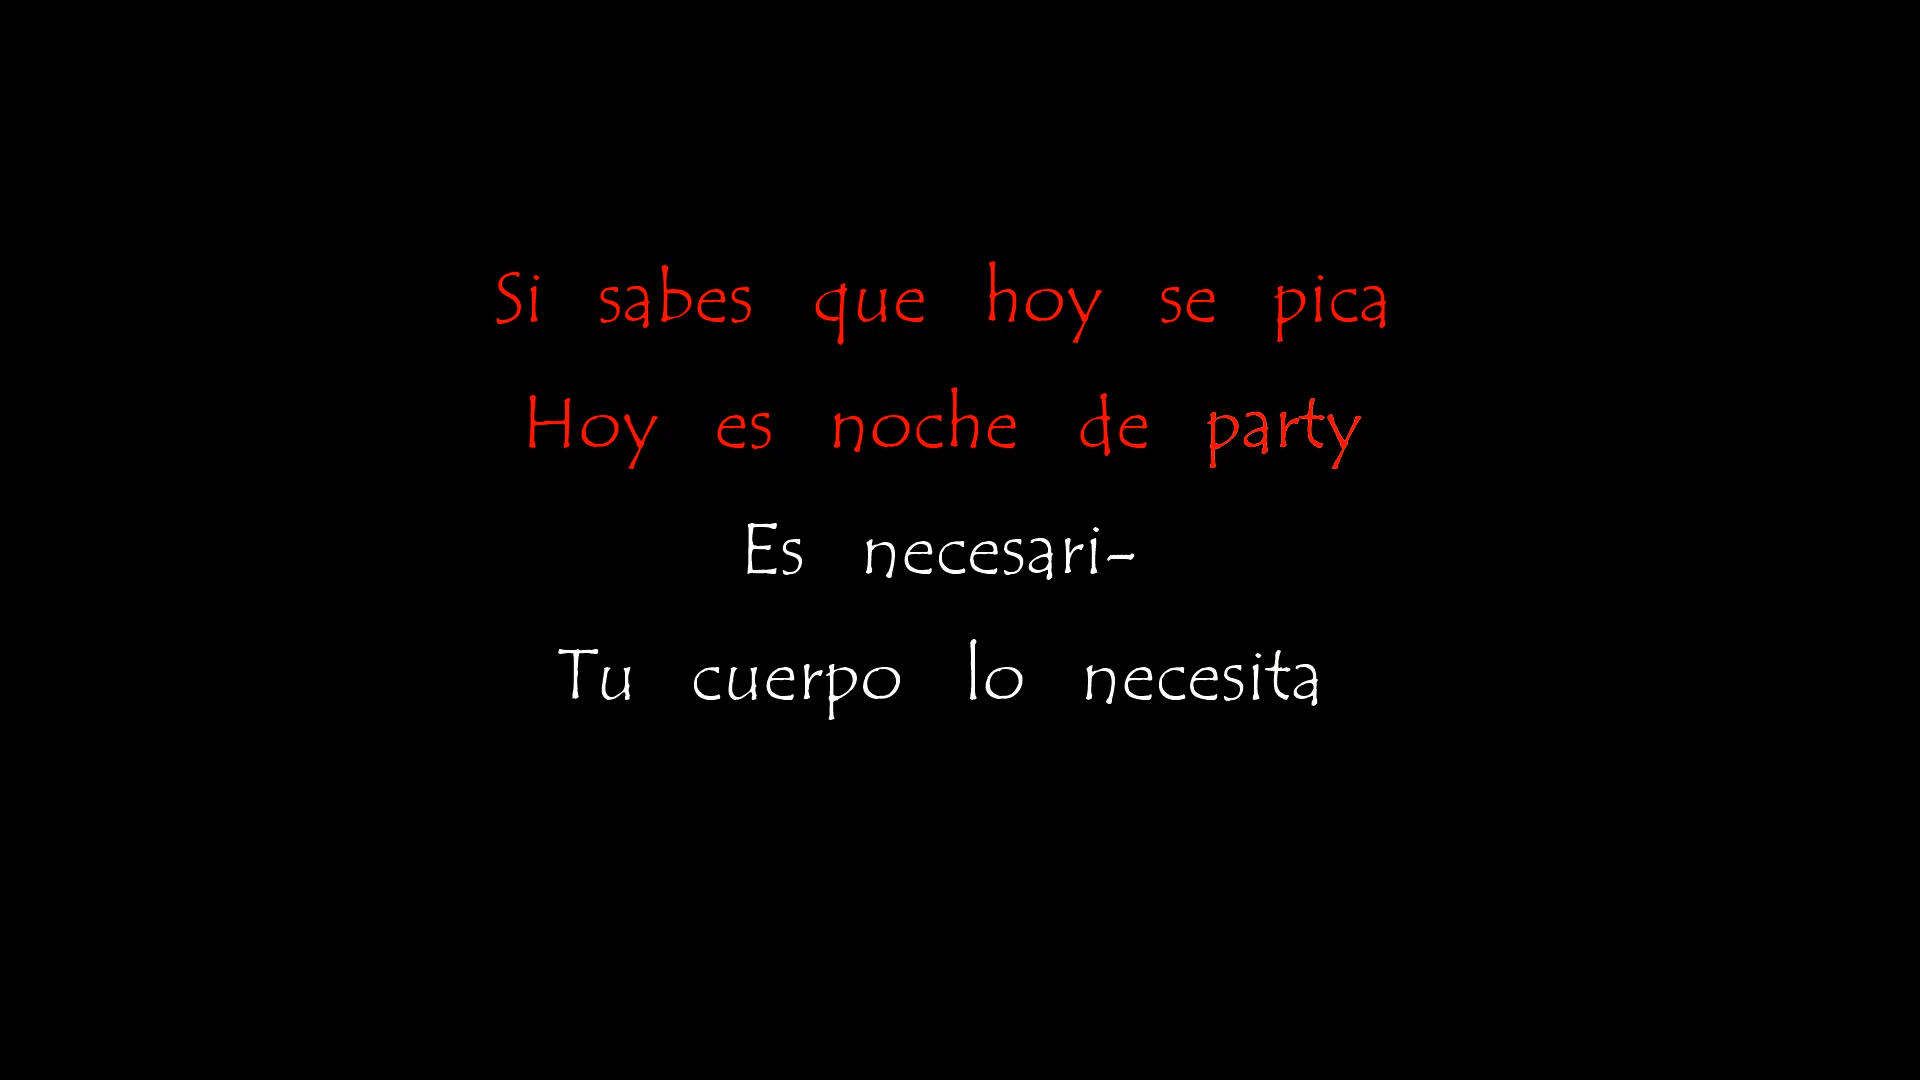 Si sabes que hoy se pica
Hoy es noche de party
Es necesari-
Tu cuerpo lo necesita